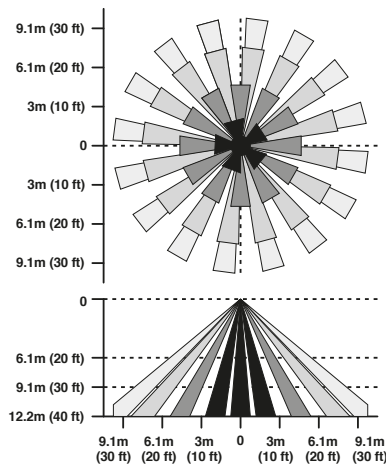 9.1m (30 ft)
6.1m (20 ft)
3m (10 ft)
0
3m (10 ft)
6.1m (20 ft)
9.1m (30 ft)
0
6.1m (20 ft)
9.1m (30 ft)
12.2m (40 ft)
9.1m 6.1m 3m 0 3m 6.1m 9.1m
(30 ft) (20 ft) (10 ft) (10 ft) (20 ft) (30 ft)